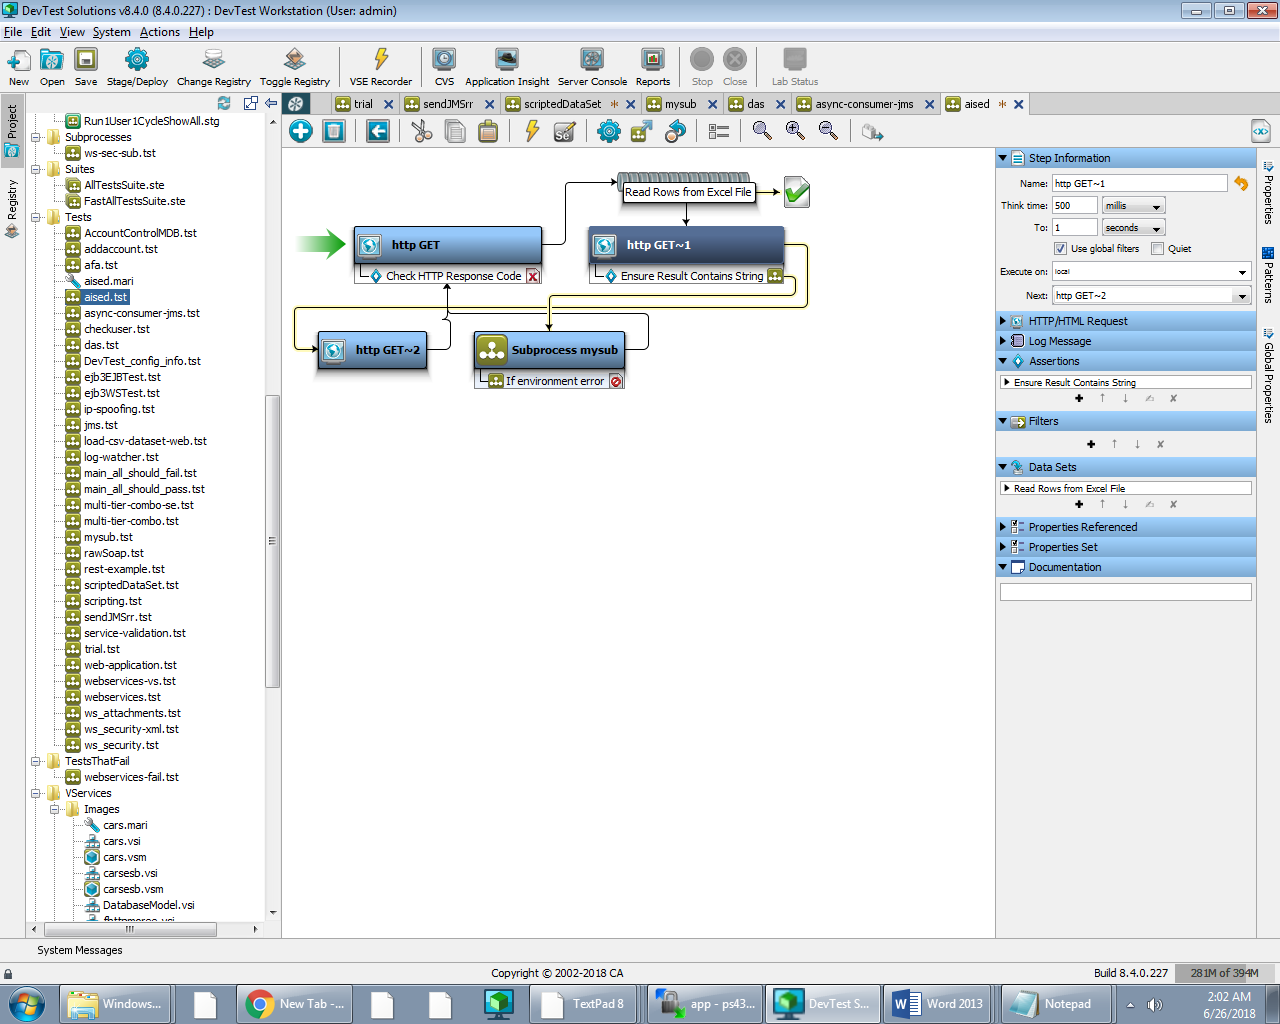 DevTest Solutions v8.4.0 (8.4.0.227) : DevTest Workstation (User: admin)
File Edit View System Actions Help
New Open Save Stage/Deploy Change Registry Toggle Registry VSE Recorder CVS Application Insight Server Console Reports Stop Close Lab Status
trial sendJMSrr scriptedDataSet * mysub das async-consumer-jms aised *
Project
Registry
Run1User1CycleShowAll.stg
Subprocesses
ws-sec-sub.tst
Suites
AllTestsSuite.ste
FastAllTestsSuite.ste
Tests
AccountControlMDB.tst
addaccount.tst
afa.tst
aised.mari
aised.tst
async-consumer-jms.tst
checkuser.tst
das.tst
DevTest_config_info.tst
ejb3EJBTest.tst
ejb3WSTest.tst
ip-spoofing.tst
jms.tst
load-csv-dataset-web.tst
log-watcher.tst
main_all_should_fail.tst
main_all_should_pass.tst
multi-tier-combo-se.tst
multi-tier-combo.tst
mysub.tst
rawSoap.tst
rest-example.tst
scriptedDataSet.tst
scripting.tst
sendJMSrr.tst
service-validation.tst
trial.tst
web-application.tst
webservices-vs.tst
webservices.tst
ws_attachments.tst
ws_security-xml.tst
ws_security.tst
TestsThatFail
webservices-fail.tst
VServices
Images
cars.mari
cars.vsi
cars.vsm
carsesb.vsi
carsesb.vsm
DatabaseModel.vsi
Read Rows from Excel File
http GET
Check HTTP Response Code
http GET~1
Ensure Result Contains String
http GET~2
Subprocess mysub
If environment error
Step Information
Name: http GET~1
Think time: 500 millis
To: 1 seconds
Use global filters Quiet
Execute on: local
Next: http GET~2
HTTP/HTML Request
Log Message
Assertions
Ensure Result Contains String
Filters
Data Sets
Read Rows from Excel File
Properties Referenced
Properties Set
Documentation
Properties
Patterns
Global Properties
System Messages
Copyright © 2002-2018 CA
Build 8.4.0.227
281M of 394M
Windows...
New Tab -...
TextPad 8
app - ps43...
DevTest S...
Word 2013
Notepad
2:02 AM
6/26/2018